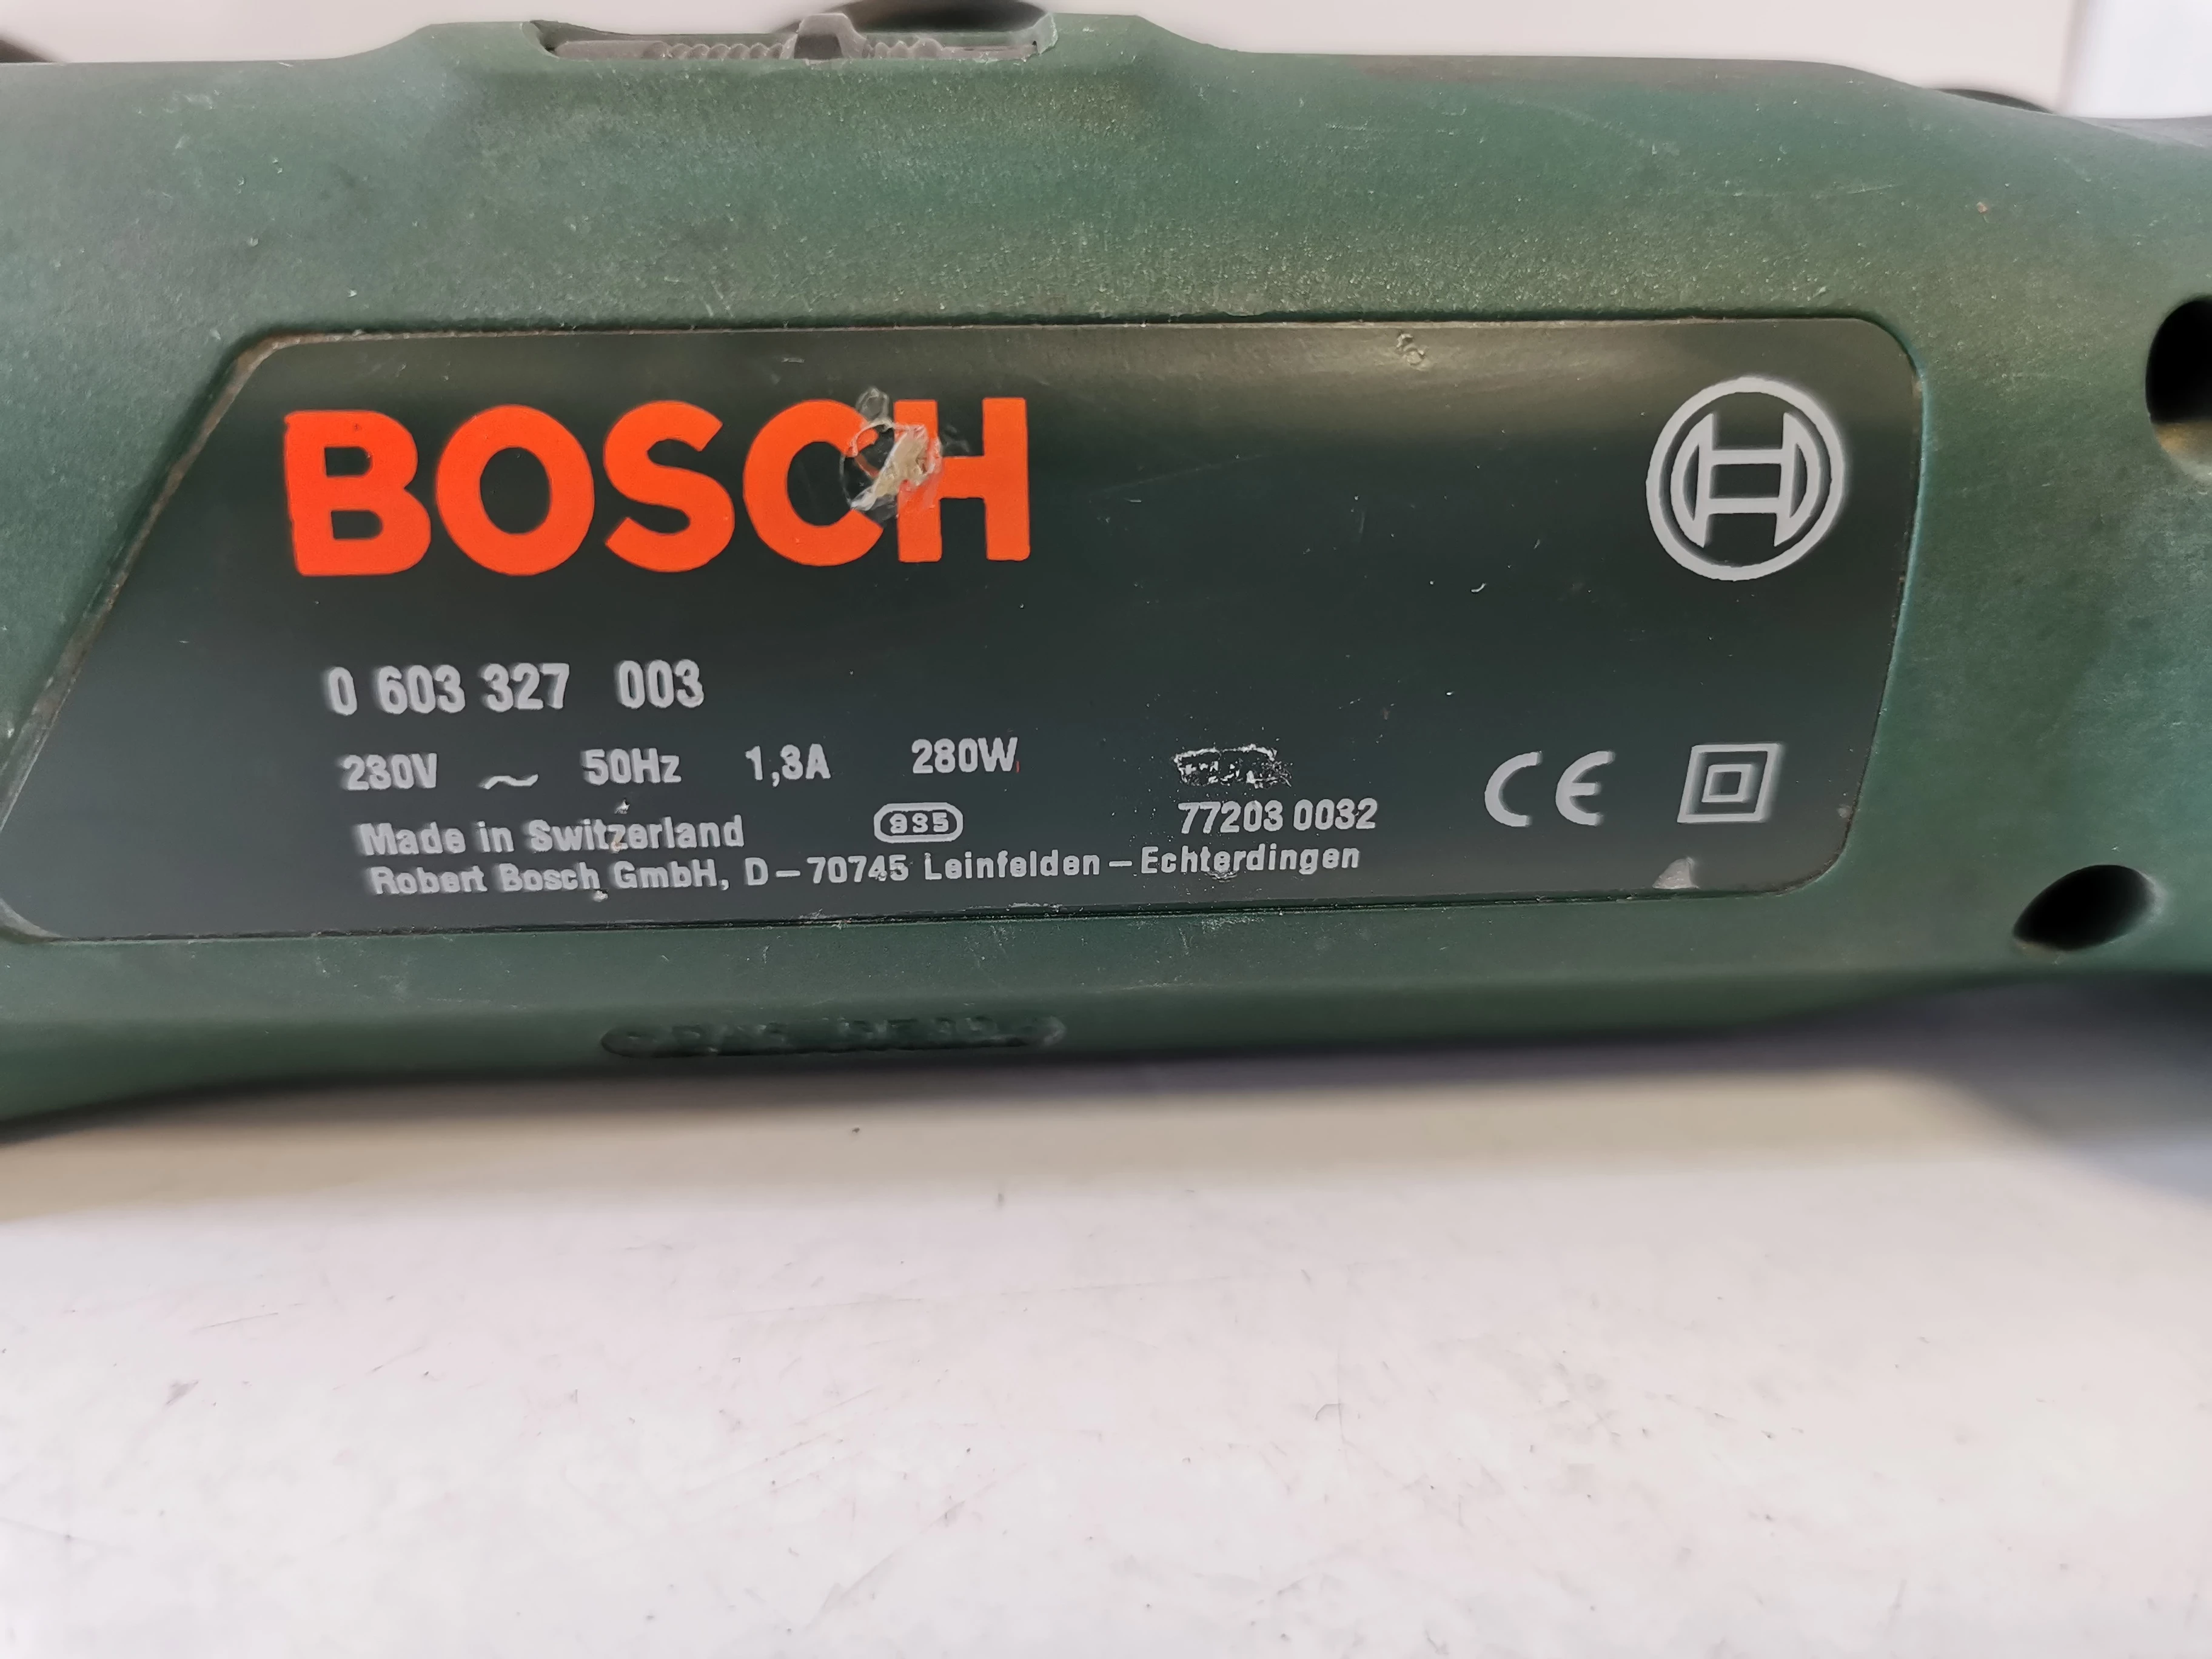 BOSCH
0 603 327 003
230V ~ 50Hz 1,3A 280W
Made in Switzerland 935 77203 0032
CE
Robert Bosch GmbH, D-70745 Leinfelden-Echterdingen